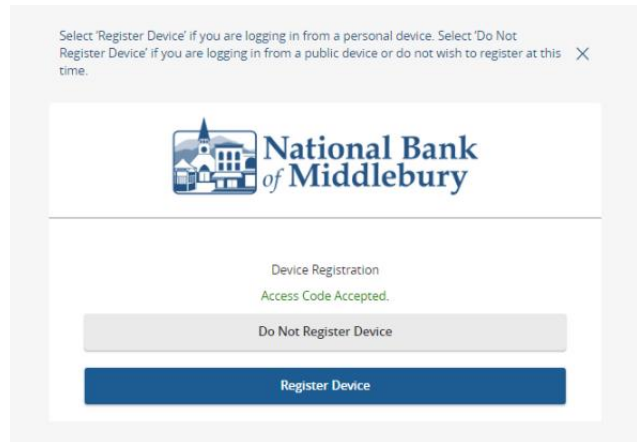 Select 'Register Device' if you are logging in from a personal device. Select 'Do Not
Register Device' if you are logging in from a public device or do not wish to register at this
time.
National Bank
of Middlebury
Device Registration
Access Code Accepted.
Do Not Register Device
Register Device